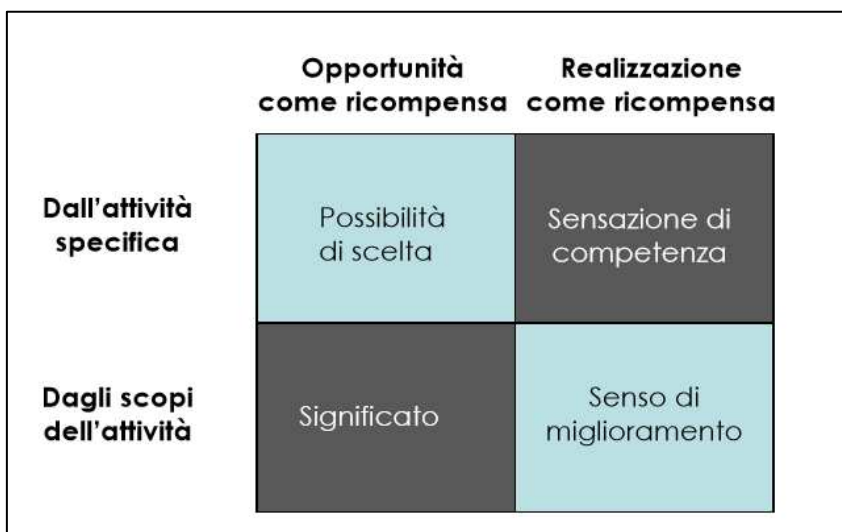 Opportunità
come ricompensa
Realizzazione
come ricompensa
Dall'attività
specifica
Possibilità
di scelta
Sensazione di
competenza
Dagli scopi
dell'attività
Significato
Senso di
miglioramento